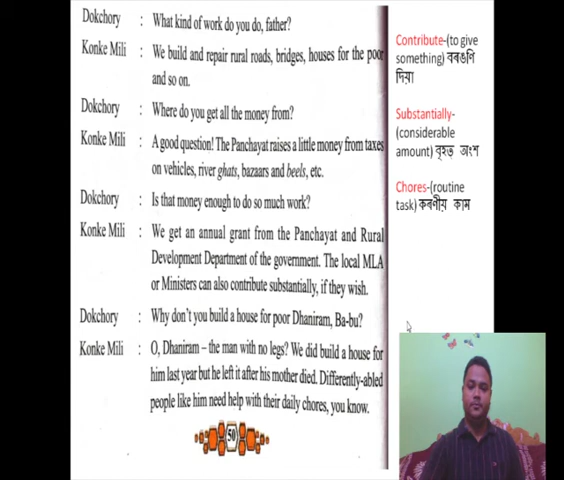 Dokchory : What kind of work do you do, father?
Konke Mili : We build and repair rural roads, bridges, houses for the poor
and so on.
Dokchory : Where do you get all the money from?
Konke Mili : A good question! The Panchayat raises a little money from taxes
on vehicles, river ghats, bazaars and beels, etc.
Dokchory : Is that money enough to do so much work?
Konke Mili : We get an annual grant from the Panchayat and Rural
Development Department of the government. The local MLA
or Ministers can also contribute substantially, if they wish.
Dokchory : Why don't you build a house for poor Dhaniram, Ba-bu?
Konke Mili : O, Dhaniram – the man with no legs? We did build a house for
him last year but he left it after his mother died. Differently-abled
people like him need help with their daily chores, you know.
50
Contribute-(to give
something) বৰঙণি
দিয়া
Substantially-
(considerable
amount) বৃহত্ অংশ
Chores-(routine
task) কৰণীয় কাম